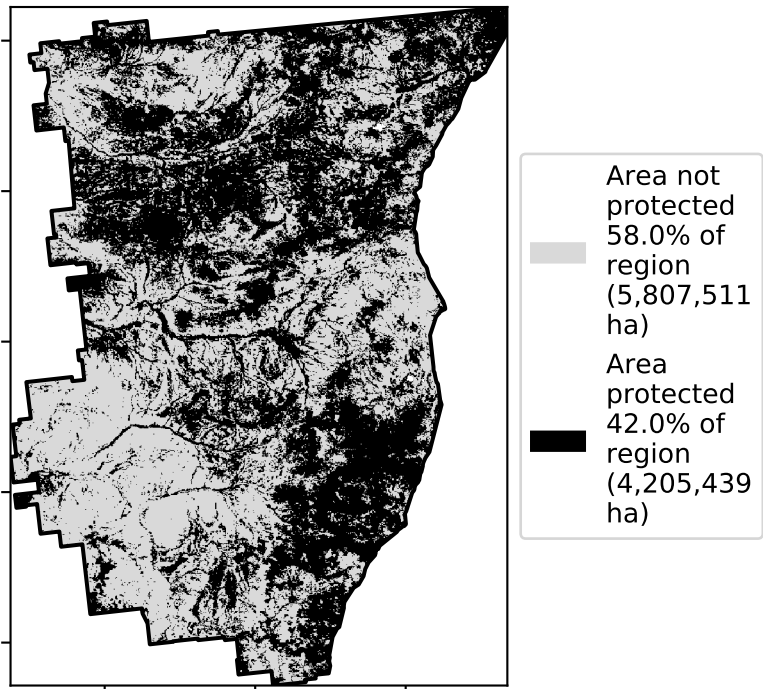 Area not
protected
58.0% of
region
(5,807,511
ha)
Area
protected
42.0% of
region
(4,205,439
ha)